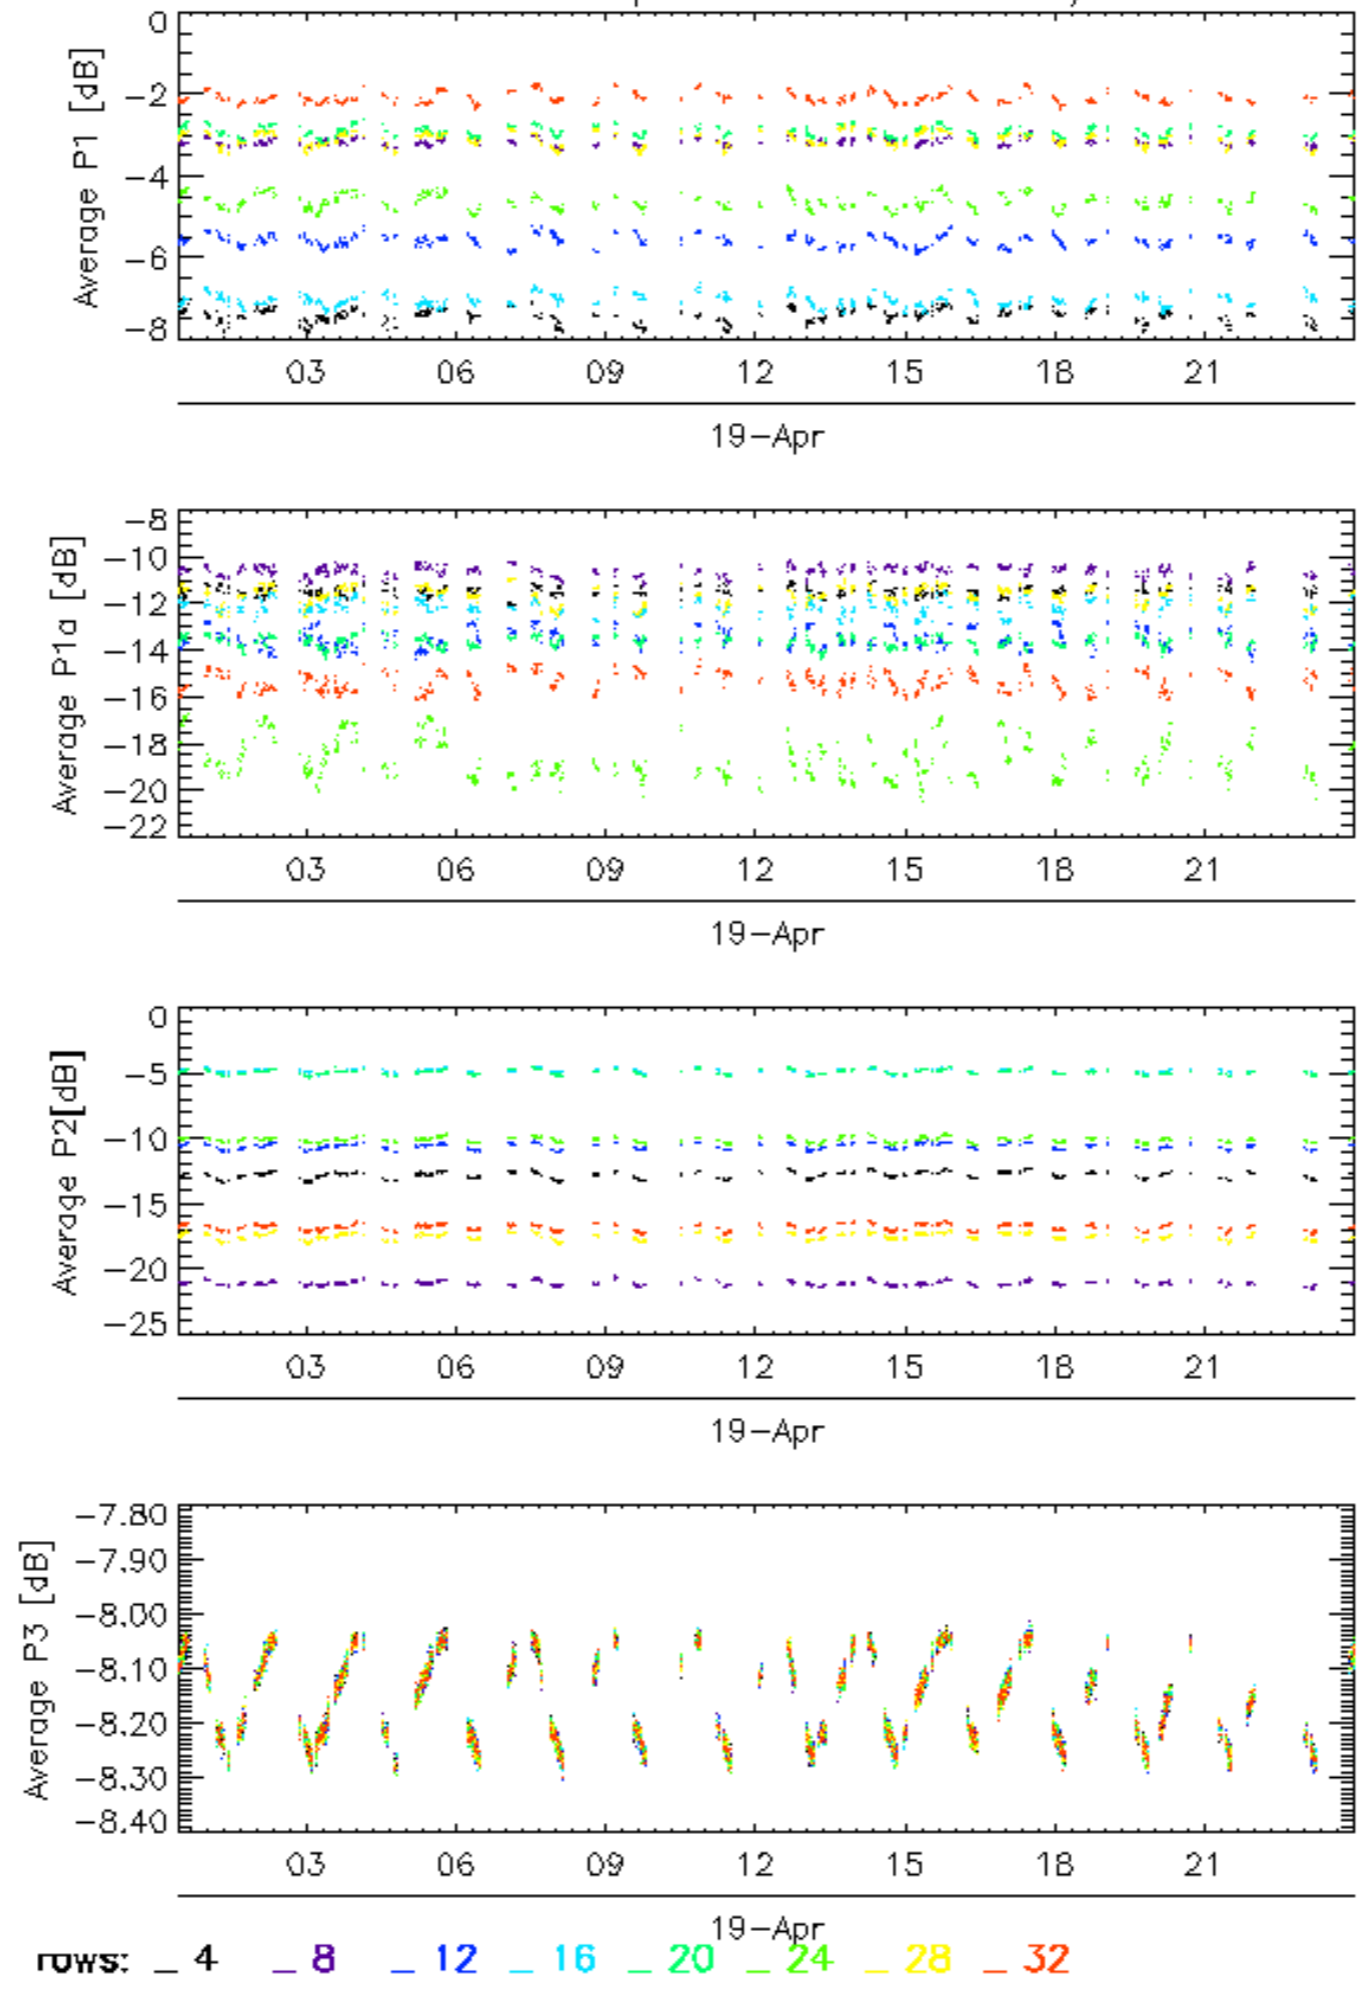 Average P1 [dB]
0
−2
−4
−6
−8
03 06 09 12 15 18 21
19−Apr
Average P1a [dB]
−8
−10
−12
−14
−16
−18
−20
−22
03 06 09 12 15 18 21
19−Apr
Average P2[dB]
0
−5
−10
−15
−20
−25
03 06 09 12 15 18 21
19−Apr
Average P3 [dB]
−7.80
−7.90
−8.00
−8.10
−8.20
−8.30
−8.40
03 06 09 12 15 18 21
19−Apr
rows: _ 4 _ 8 _ 12 _ 16 _ 20 _ 24 _ 28 _ 32